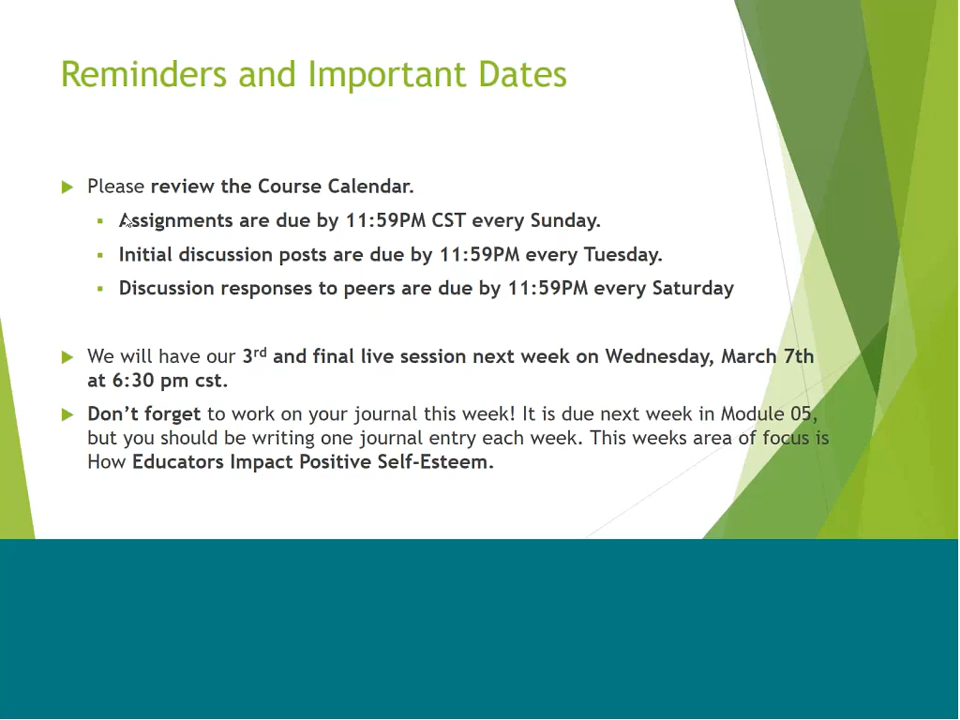 Reminders and Important Dates
Please review the Course Calendar.
Assignments are due by 11:59PM CST every Sunday.
Initial discussion posts are due by 11:59PM every Tuesday.
Discussion responses to peers are due by 11:59PM every Saturday
We will have our 3rd and final live session next week on Wednesday, March 7th
at 6:30 pm cst.
Don't forget to work on your journal this week! It is due next week in Module 05,
but you should be writing one journal entry each week. This weeks area of focus is
How Educators Impact Positive Self-Esteem.